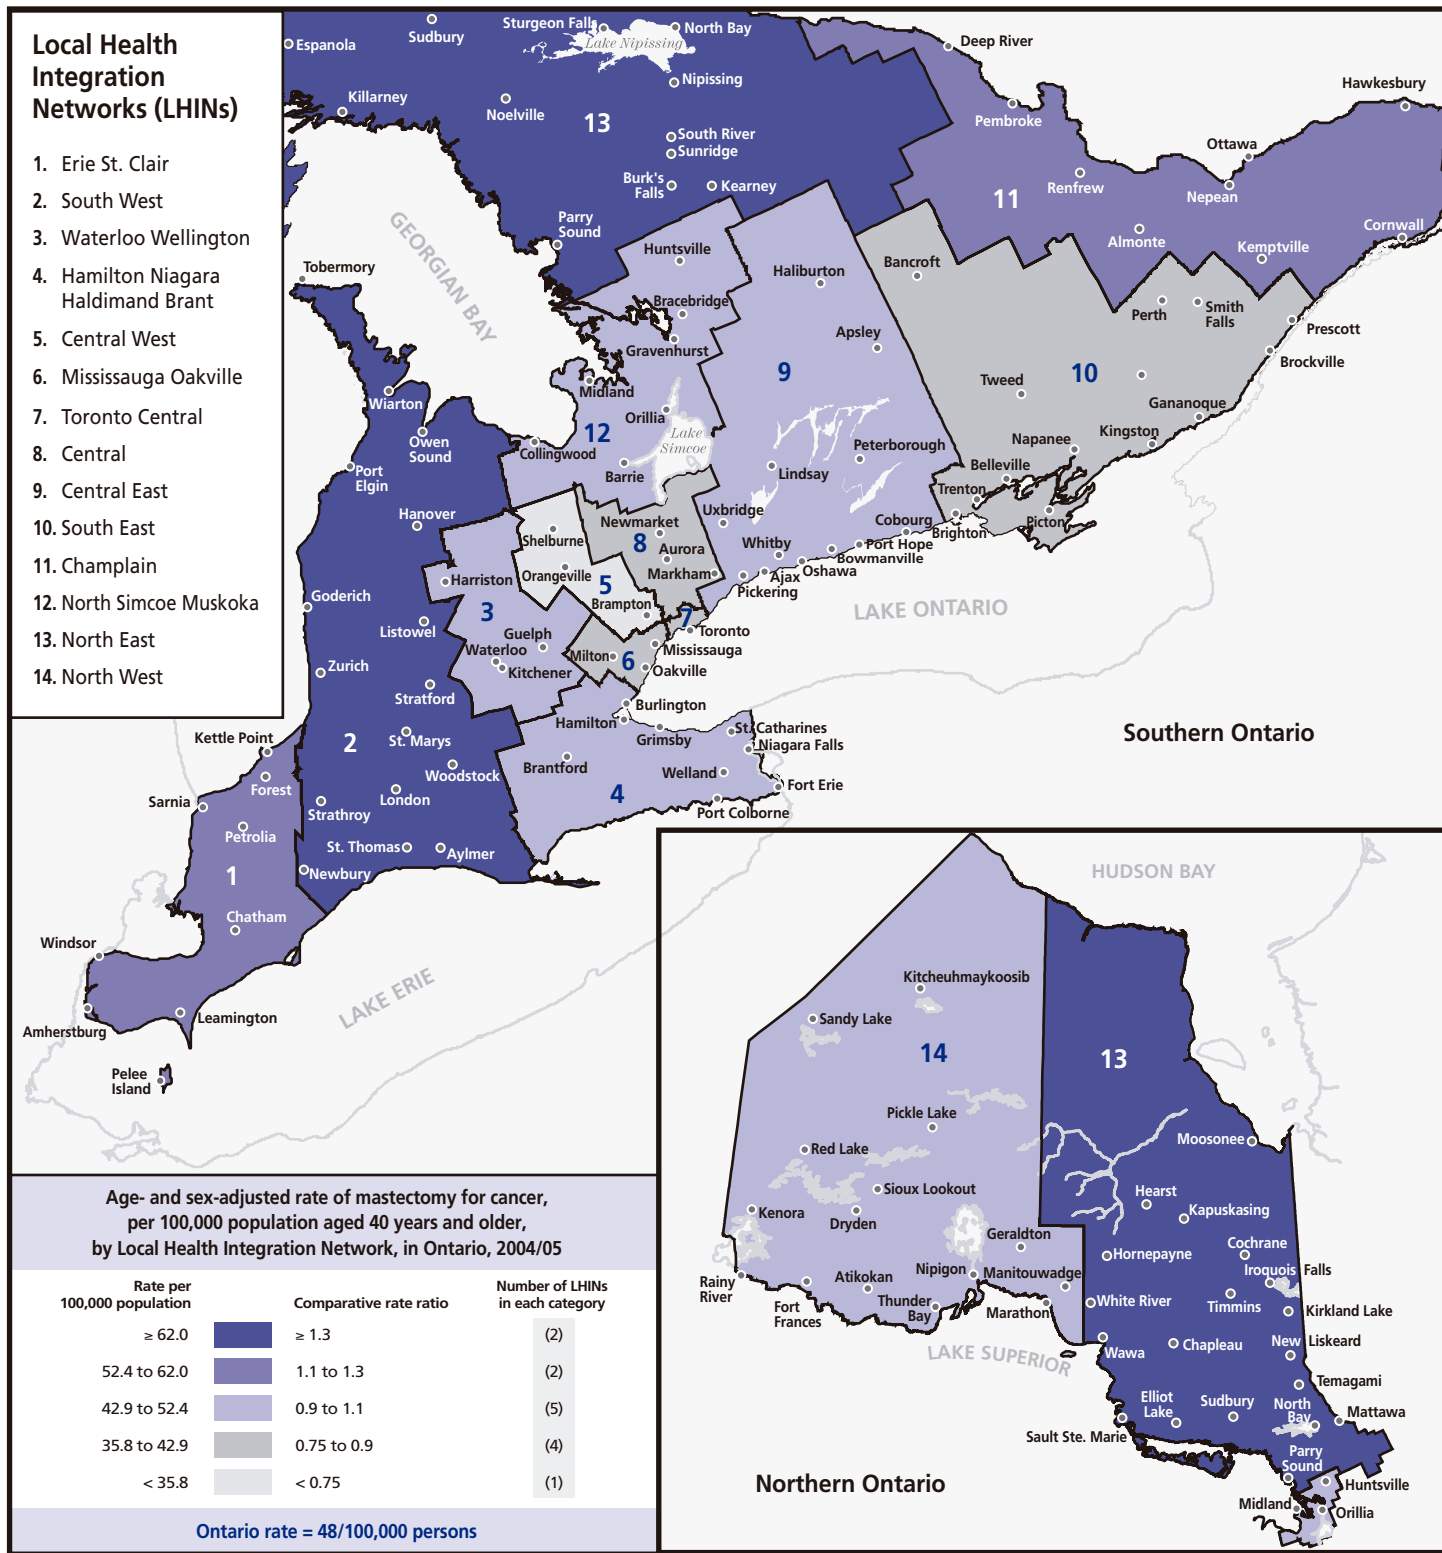 Local Health
Integration
Networks (LHINs)
1. Erie St. Clair
2. South West
3. Waterloo Wellington
4. Hamilton Niagara
Haldimand Brant
5. Central West
6. Mississauga Oakville
7. Toronto Central
8. Central
9. Central East
10. South East
11. Champlain
12. North Simcoe Muskoka
13. North East
14. North West
Espanola
Sudbury
Sturgeon Falls
Lake Nipissing
North Bay
Nipissing
Killarney
Noelville
13
South River
Sunridge
Burk's
Falls
Kearney
Parry
Sound
Deep River
Pembroke
Hawkesbury
Ottawa
Renfrew
Nepean
11
Almonte
Kemptville
Cornwall
GEORGIAN BAY
Tobermory
Huntsville
Haliburton
Bancroft
Bracebridge
Gravenhurst
Apsley
Perth
Smith
Falls
Prescott
Brockville
9
10
Tweed
Gananoque
Kingston
Napanee
Belleville
Trenton
Picton
Brighton
Midland
Orillia
12
Lake
Simcoe
Collingwood
Barrie
Peterborough
Lindsay
Wiarton
Owen
Sound
Port
Elgin
Hanover
Shelburne
Newmarket
8
Aurora
Markham
Uxbridge
Whitby
Cobourg
Port Hope
Bowmanville
Oshawa
Ajax
Pickering
Orangeville
5
Brampton
7
Toronto
Mississauga
Oakville
Milton
6
LAKE ONTARIO
Harriston
3
Goderich
Listowel
Guelph
Waterloo
Kitchener
Zurich
Stratford
Burlington
Hamilton
Grimsby
St. Catharines
Niagara Falls
Brantford
Welland
Fort Erie
Port Colborne
4
Southern Ontario
Kettle Point
2
St. Marys
Woodstock
Forest
London
Sarnia
Strathroy
Petrolia
St. Thomas
Aylmer
Newbury
1
Chatham
Windsor
Amherstburg
Leamington
LAKE ERIE
Pelee
Island
HUDSON BAY
Kitcheuhmaykoosib
Sandy Lake
14
13
Pickle Lake
Red Lake
Moosonee
Sioux Lookout
Kenora
Dryden
Hearst
Kapuskasing
Geraldton
Hornepayne
Cochrane
Iroquois Falls
Nipigon
Manitouwadge
Rainy
River
Atikokan
Fort
Frances
Thunder
Bay
Marathon
White River
Timmins
Kirkland Lake
LAKE SUPERIOR
Wawa
Chapleau
New Liskeard
Temagami
Elliot
Lake
Sudbury
North
Bay
Mattawa
Sault Ste. Marie
Parry
Sound
Huntsville
Midland
Orillia
Northern Ontario
Age- and sex-adjusted rate of mastectomy for cancer,
per 100,000 population aged 40 years and older,
by Local Health Integration Network, in Ontario, 2004/05
Rate per
100,000 population
Comparative rate ratio
Number of LHINs
in each category
≥ 62.0 ≥ 1.3 (2)
52.4 to 62.0 1.1 to 1.3 (2)
42.9 to 52.4 0.9 to 1.1 (5)
35.8 to 42.9 0.75 to 0.9 (4)
< 35.8 < 0.75 (1)
Ontario rate = 48/100,000 persons